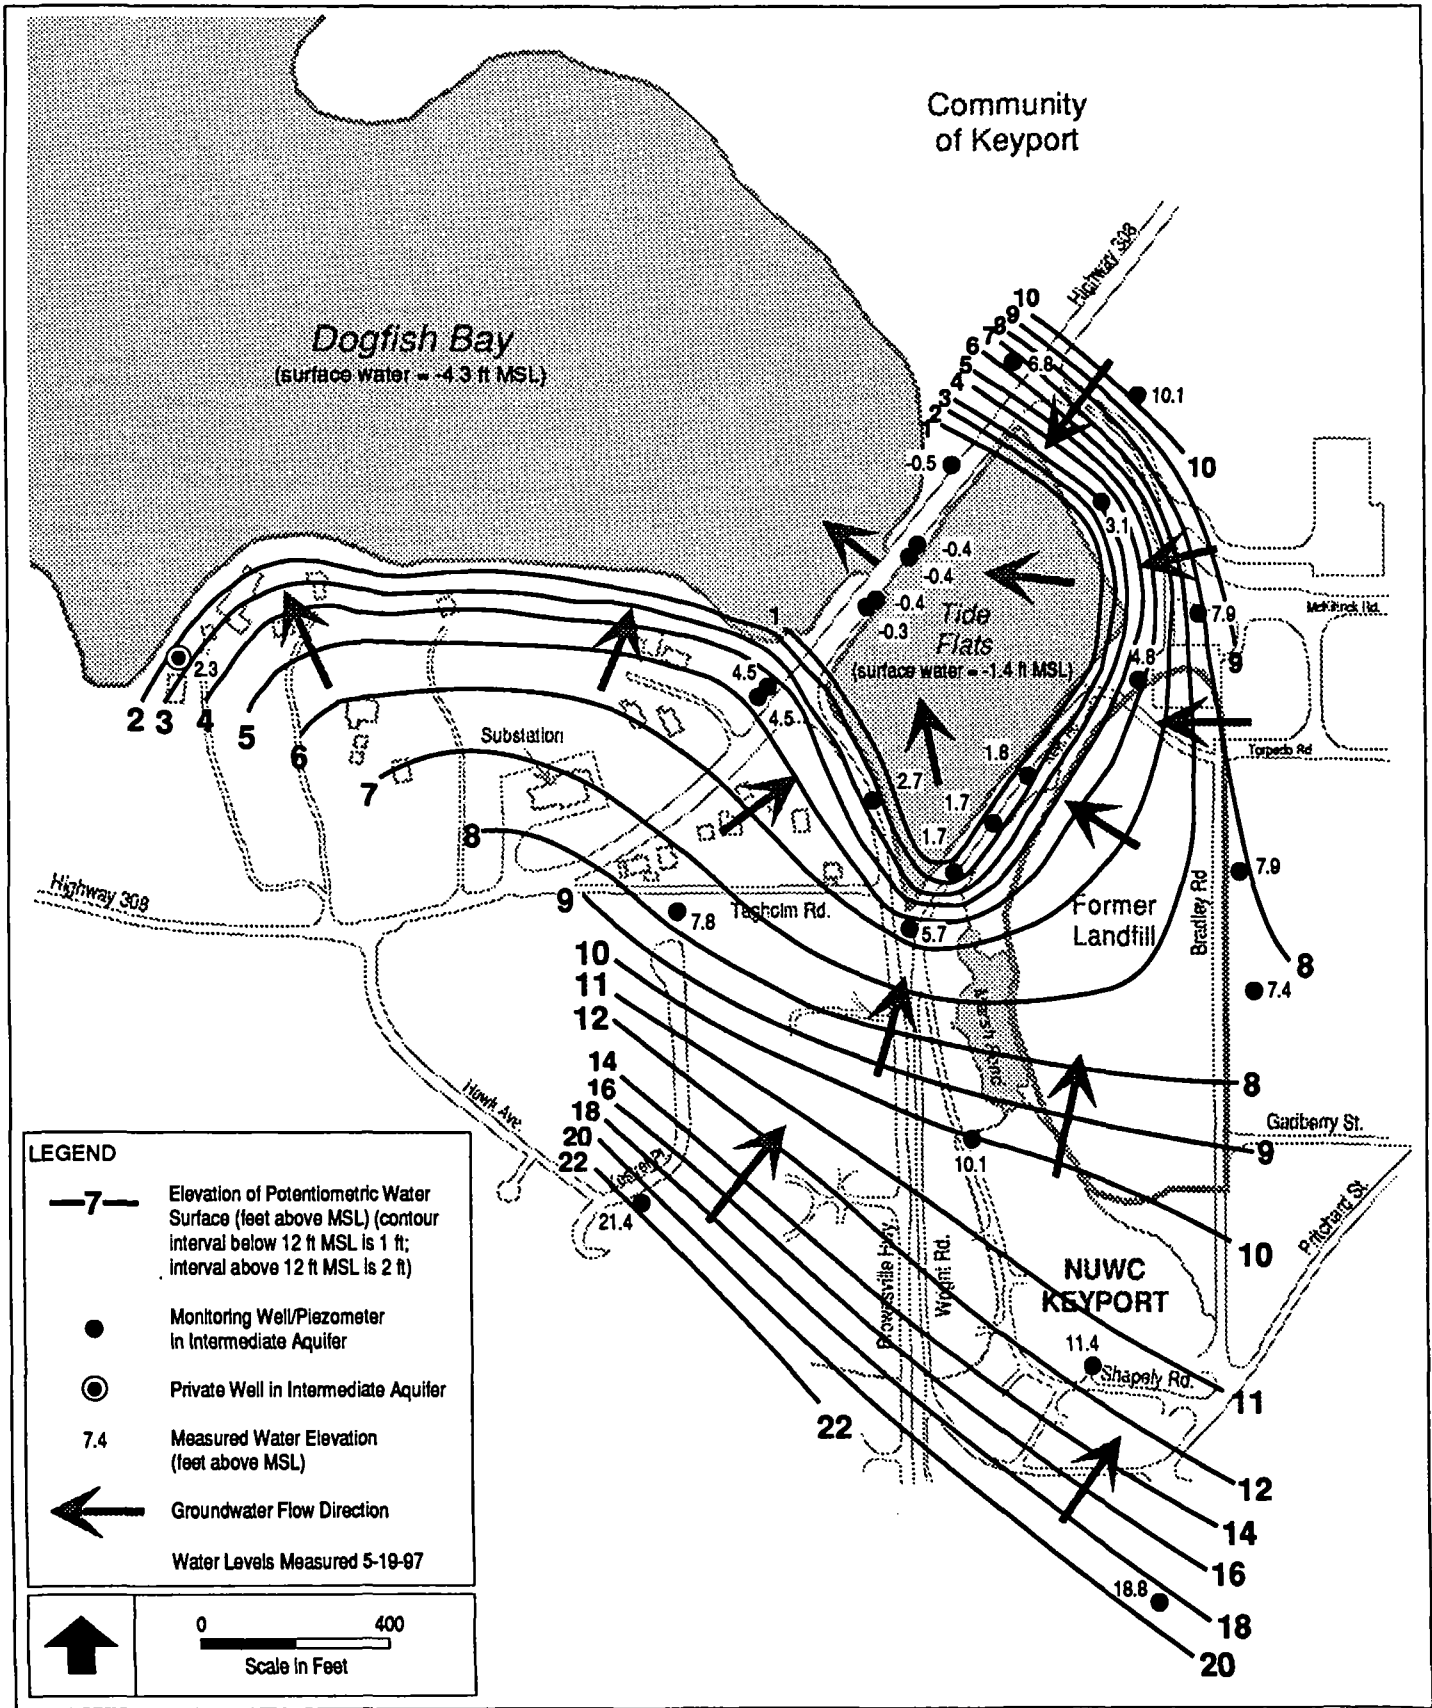 Community
of Keyport
Highway 308
Dogfish Bay
(surface water = -4.3 ft MSL)
10
9
8
7
6
5
4
3
2
1
6.8
10.1
10
-0.5
3.1
-0.4
-0.4
-0.4
-0.3
Tide
Flats
(surface water = -1.4 ft MSL)
7.9
McKitrick Rd.
1
9
4.8
2.3
4.5
4.5
2
3
4
5
6
7
8
Substation
Torpedo Rd
2.7
1.8
1.7
1.7
7.9
Highway 308
9
7.8
Tagholm Rd.
5.7
Former
Landfill
Bradley Rd
8
7.4
10
11
12
14
16
18
20
22
Marsh Pond
8
Gadberry St.
9
10.1
Hawk Ave
21.4
10
Pritchard St.
Brownsville Hwy.
Wright Rd.
NUWC
KEYPORT
11.4
Shapely Rd.
11
22
12
14
16
18.8
18
20
LEGEND
7
Elevation of Potentiometric Water
Surface (feet above MSL) (contour
interval below 12 ft MSL is 1 ft;
interval above 12 ft MSL is 2 ft)
Monitoring Well/Piezometer
in Intermediate Aquifer
Private Well in Intermediate Aquifer
7.4
Measured Water Elevation
(feet above MSL)
Groundwater Flow Direction
Water Levels Measured 5-19-97
0
400
Scale in Feet